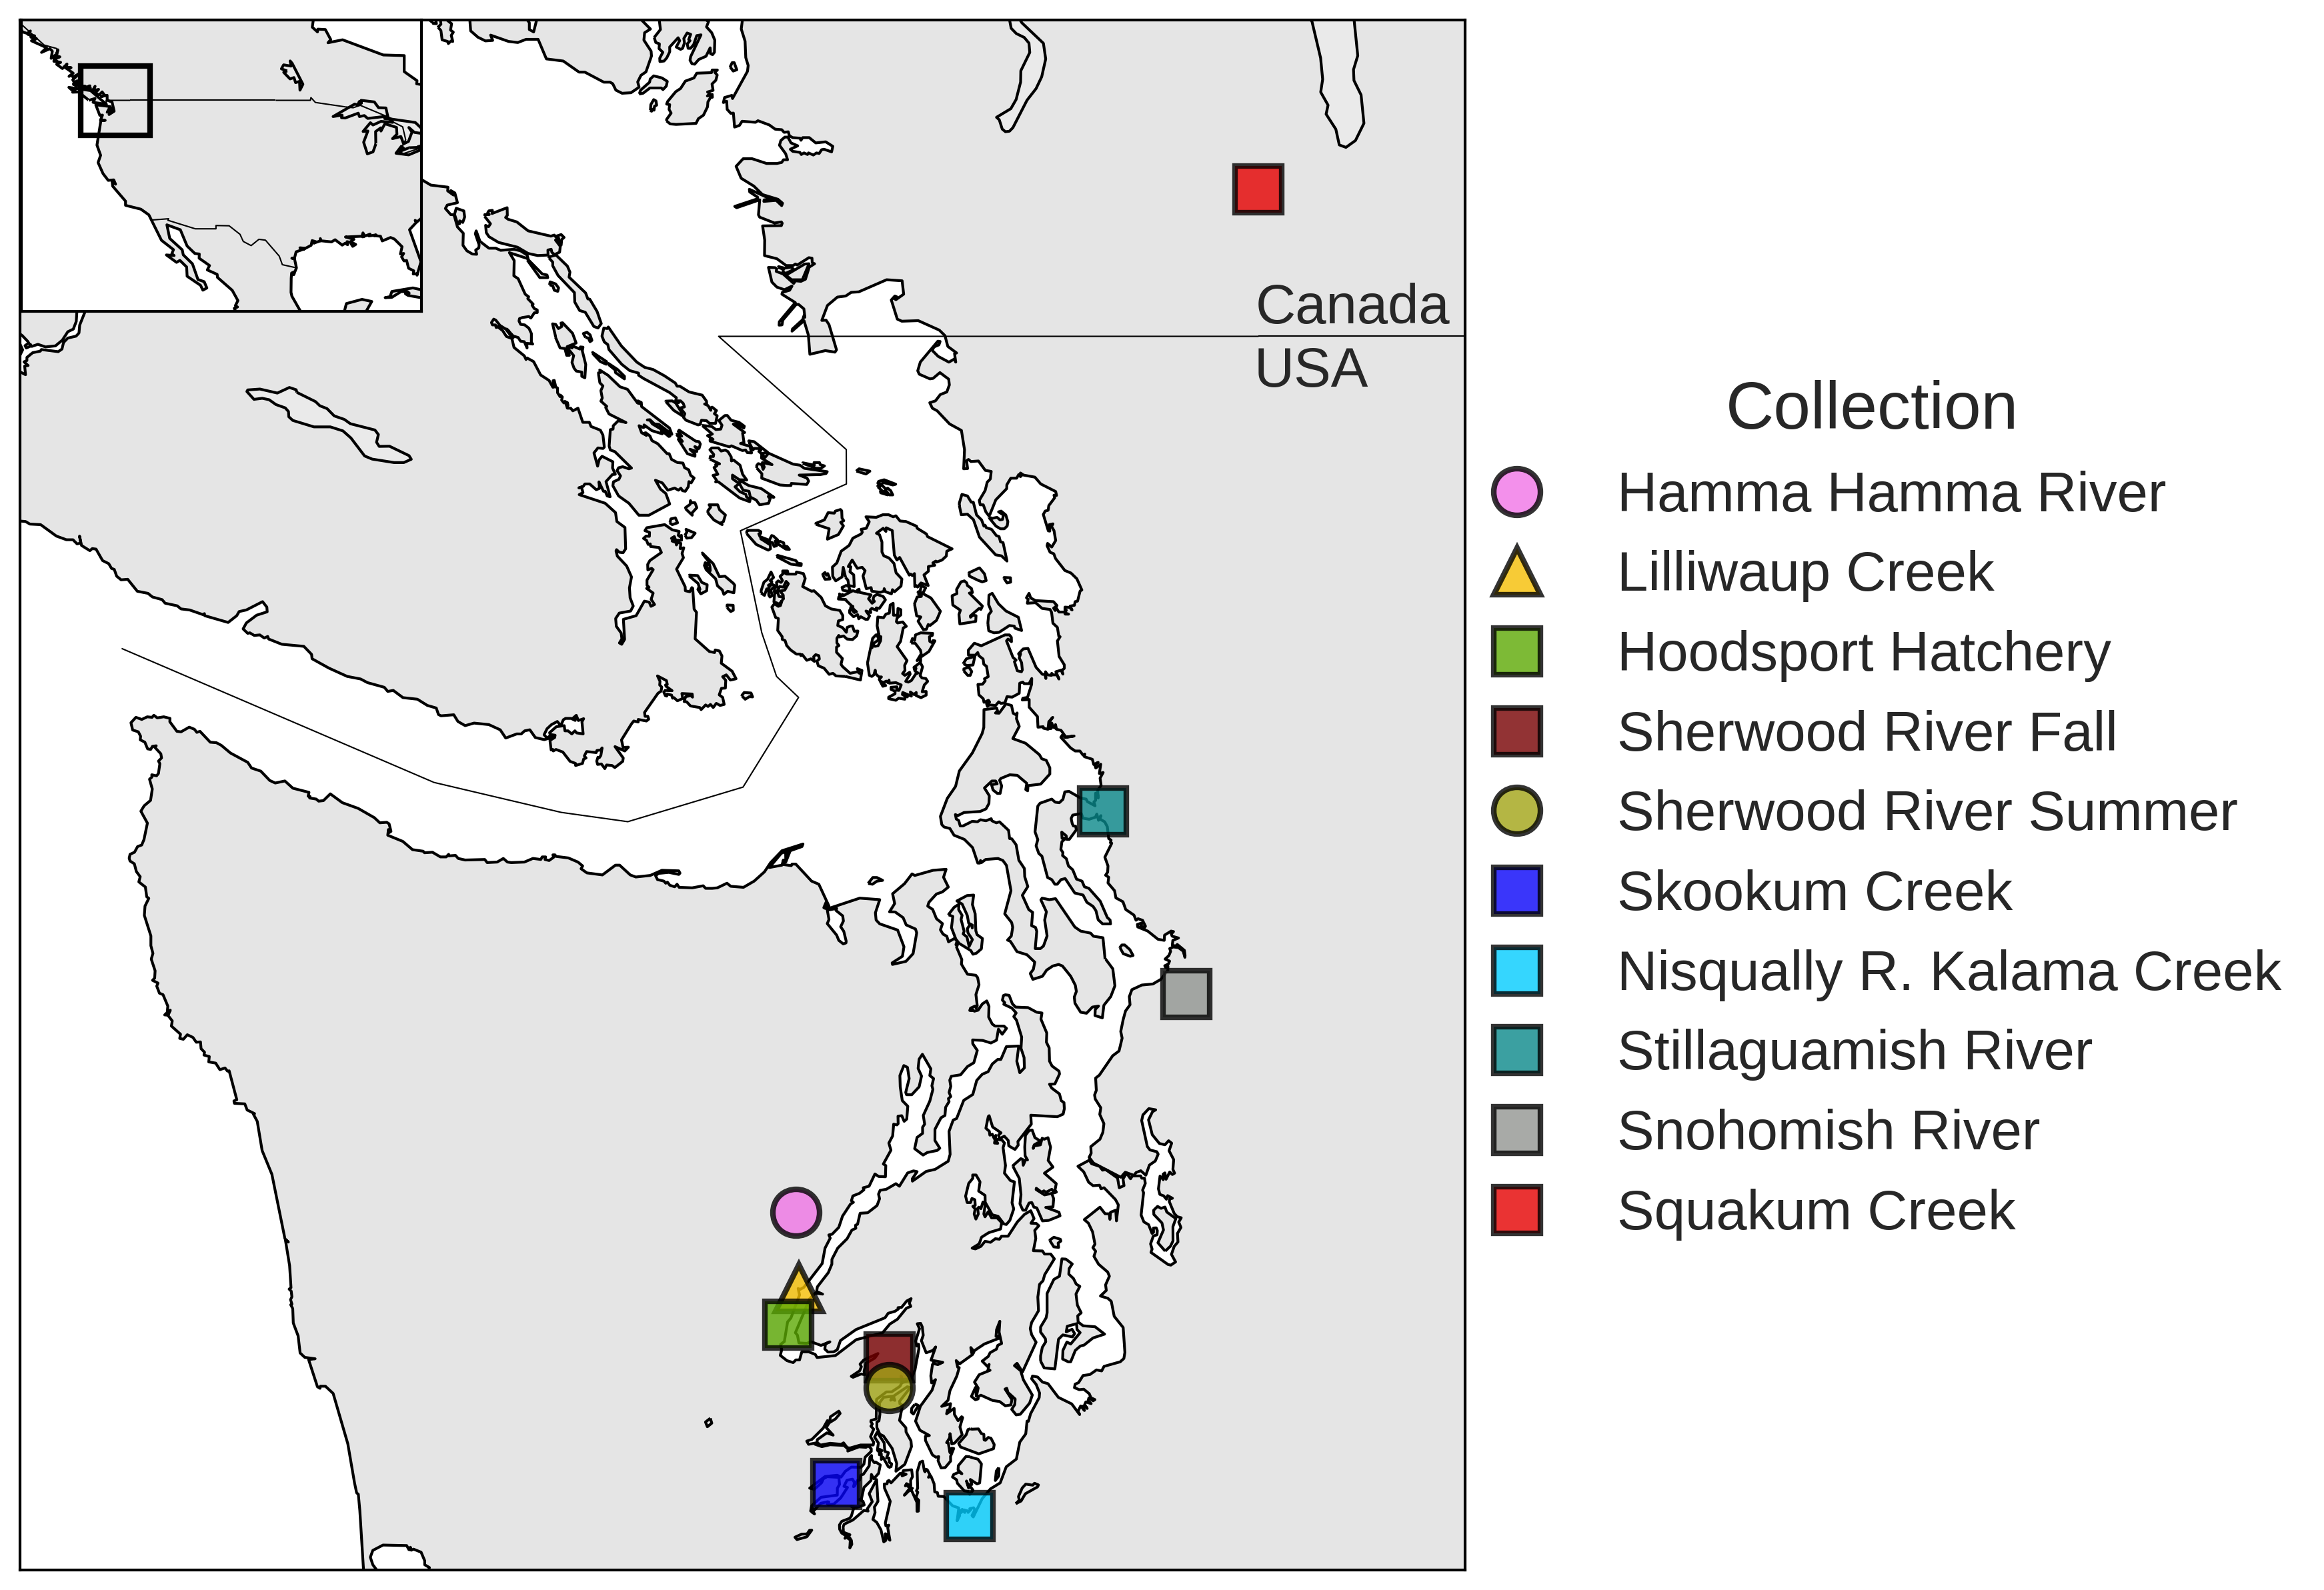 Canada
USA
Collection
Hamma Hamma River
Lilliwaup Creek
Hoodsport Hatchery
Sherwood River Fall
Sherwood River Summer
Skookum Creek
Nisqually R. Kalama Creek
Stillaguamish River
Snohomish River
Squakum Creek